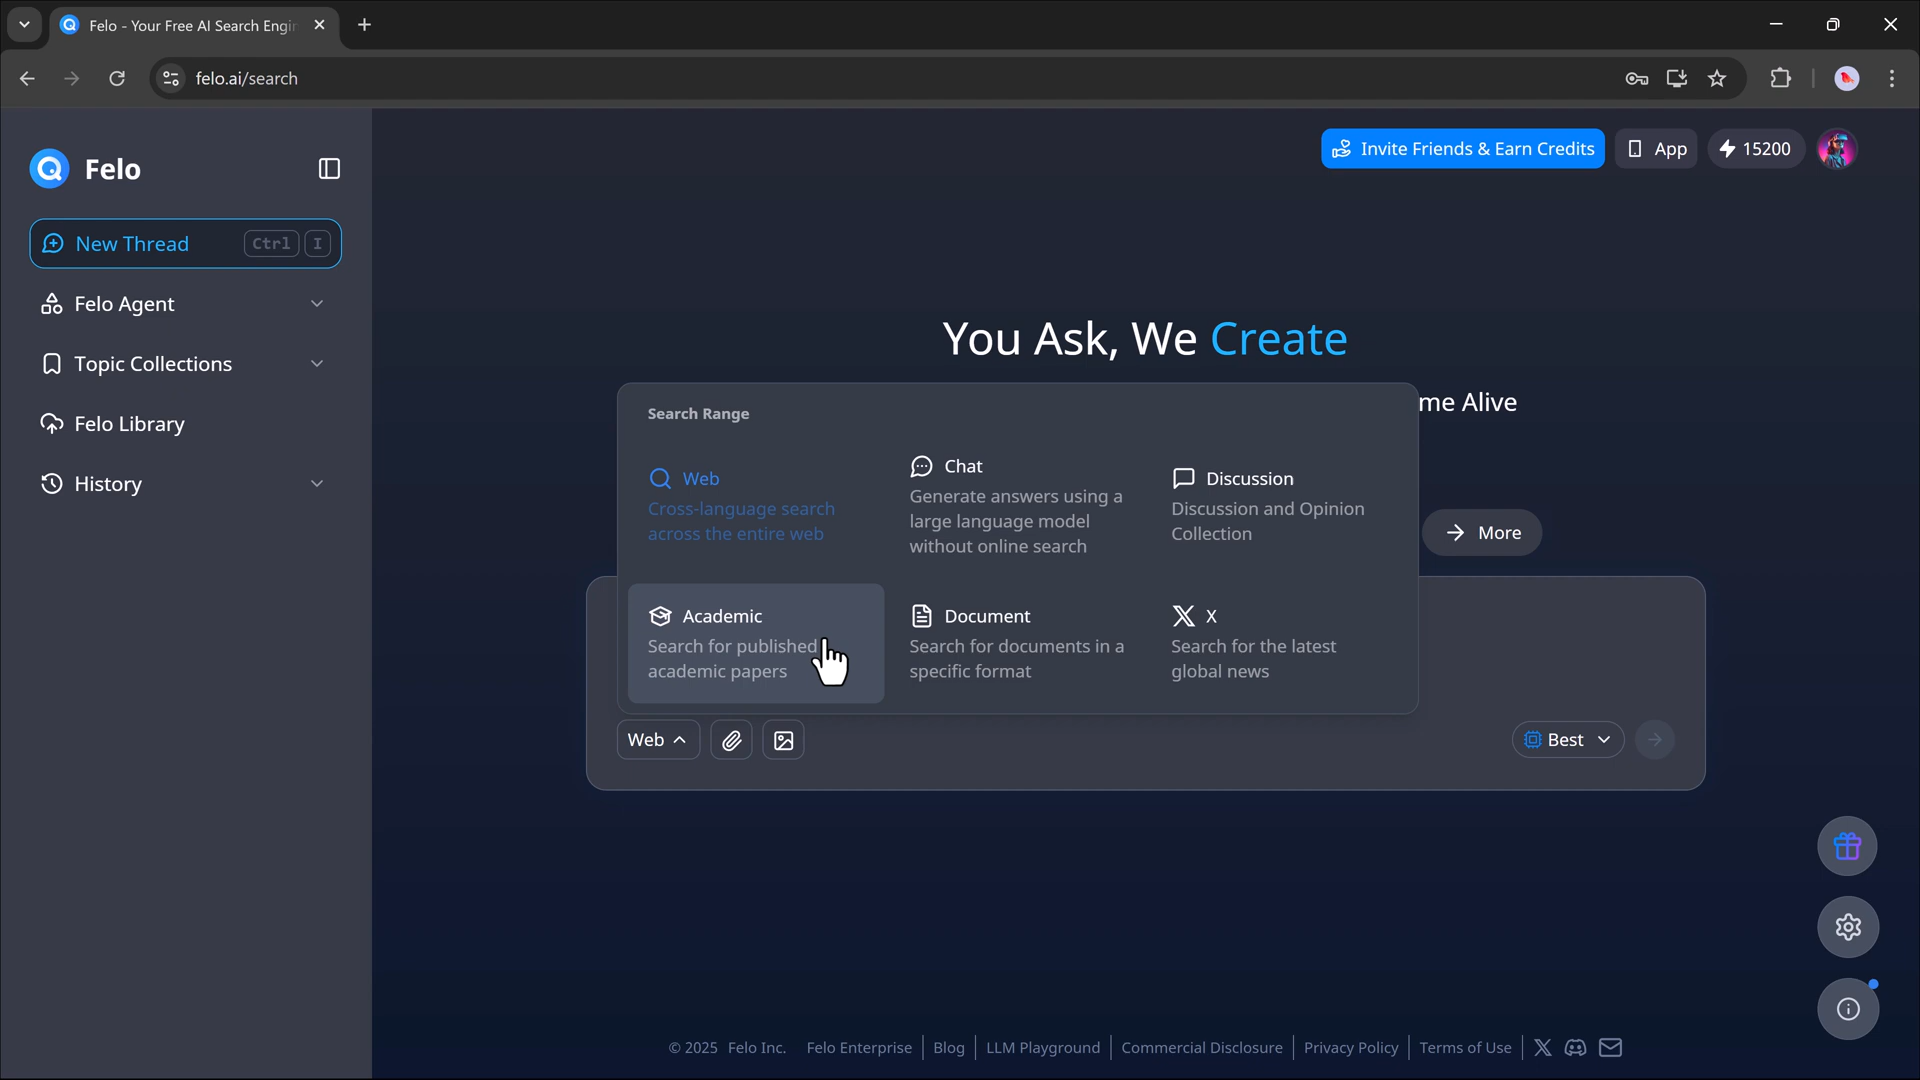 Felo - Your Free AI Search Engin
felo.ai/search
Felo
Invite Friends & Earn Credits
App
15200
New Thread
Ctrl
I
Felo Agent
Topic Collections
Felo Library
History
You Ask, We Create
me Alive
Search Range
Web
Cross-language search
across the entire web
Chat
Generate answers using a
large language model
without online search
Discussion
Discussion and Opinion
Collection
More
Academic
Search for published
academic papers
Document
Search for documents in a
specific format
X
Search for the latest
global news
Web
Best
© 2025 Felo Inc.
Felo Enterprise
Blog
LLM Playground
Commercial Disclosure
Privacy Policy
Terms of Use